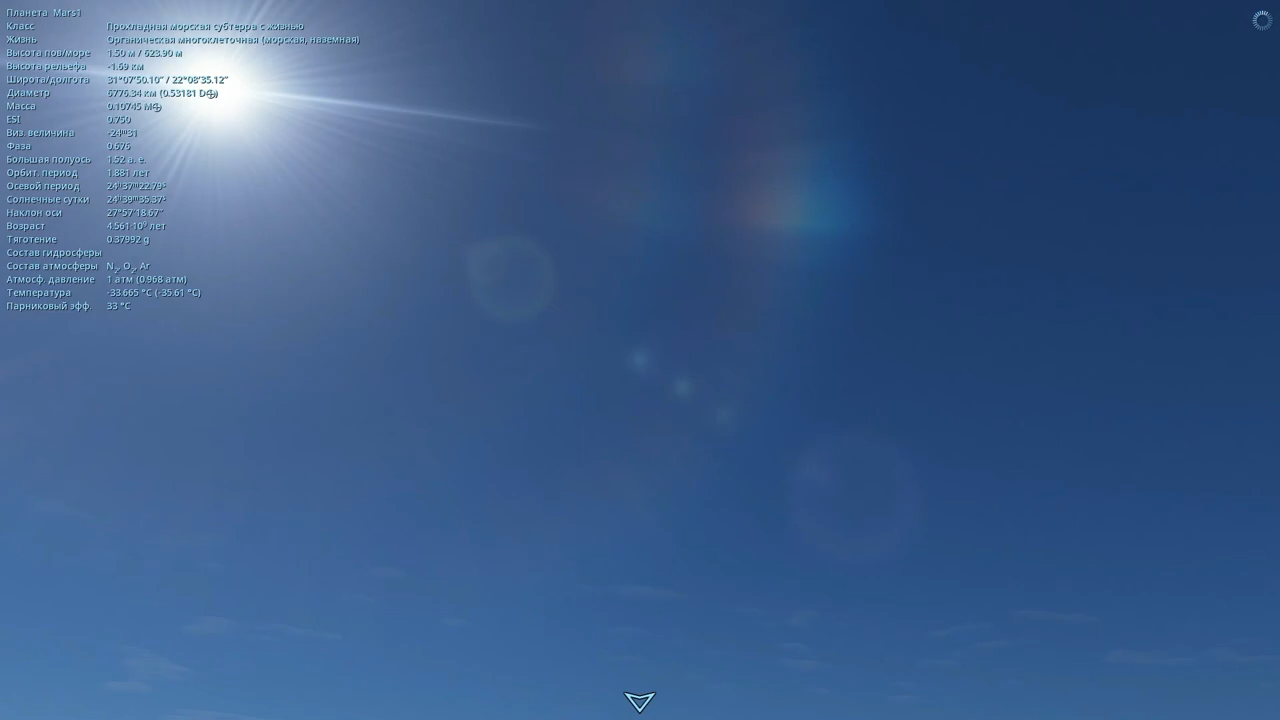 Планета Mars1
Класс Прохладная морская субтерра с жизнью
Жизнь Органическая многоклеточная (морская, наземная)
Высота пов/море 1.50 м / 623.90 м
Высота рельефа -1.69 км
Широта/долгота 31°07'50.10" / 22°08'35.12"
Диаметр 6776.34 км (0.53181 D⊕)
Масса 0.10745 M⊕
ESI 0.750
Виз. величина -24ᵐ31
Фаза 0.676
Большая полуось 1.52 а. е.
Орбит. период 1.881 лет
Осевой период 24ʰ37ᵐ22.79ˢ
Солнечные сутки 24ʰ39ᵐ35.37ˢ
Наклон оси 27°57'18.67"
Возраст 4.561·10⁹ лет
Тяготение 0.37992 g
Состав гидросферы
Состав атмосферы N₂, O₂, Ar
Атмосф. давление 1 атм (0.968 атм)
Температура -33.665 °C (-35.61 °C)
Парниковый эфф. 33 °C